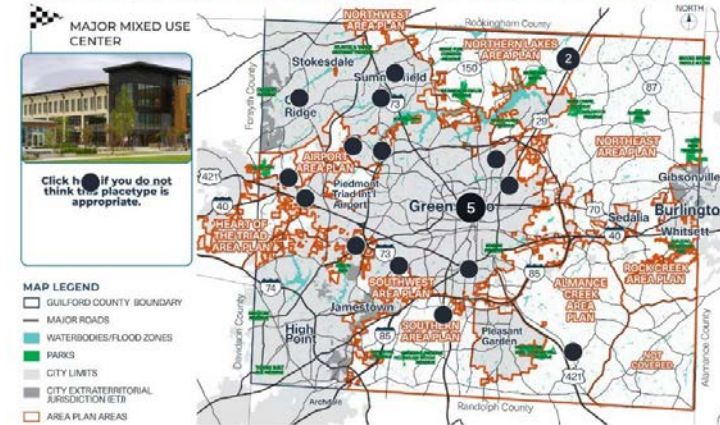 MAJOR MIXED USE
CENTER
Click
if you do not
think
placetype is
appropriate.
MAP LEGEND
GUILFORD COUNTY BOUNDARY
MAJOR ROADS
WATERBODIES/FLOOD ZONES
PARKS
CITY LIMITS
CITY EXTRATERRITORIAL
JURISDICTION (ETJ)
AREA PLAN AREAS
NORTH
NORTHWEST
AREA PLAN
Rockingham County
Stokesdale
NORTHERN LAKES
AREA PLAN
2
150
87
Forsyth County
Ridge
73
29
NORTHEAST
AREA PLAN
AIRPORT
AREA PLAN
421
40
Piedmont
Triad Int'l
Airport
Gibsonville
5
70
Sedalia
Burlington
40
Whitsett
HEART OF
THE TRIAD
AREA PLAN
73
85
ROCK CREEK
AREA PLAN
74
SOUTHWEST
AREA PLAN
ALAMANCE
CREEK
AREA
PLAN
Jamestown
SOUTHERN
AREA PLAN
High
Point
85
Pleasant
Garden
NOT
COVERED
421
Davidson County
Alamance County
Archdale
Randolph County